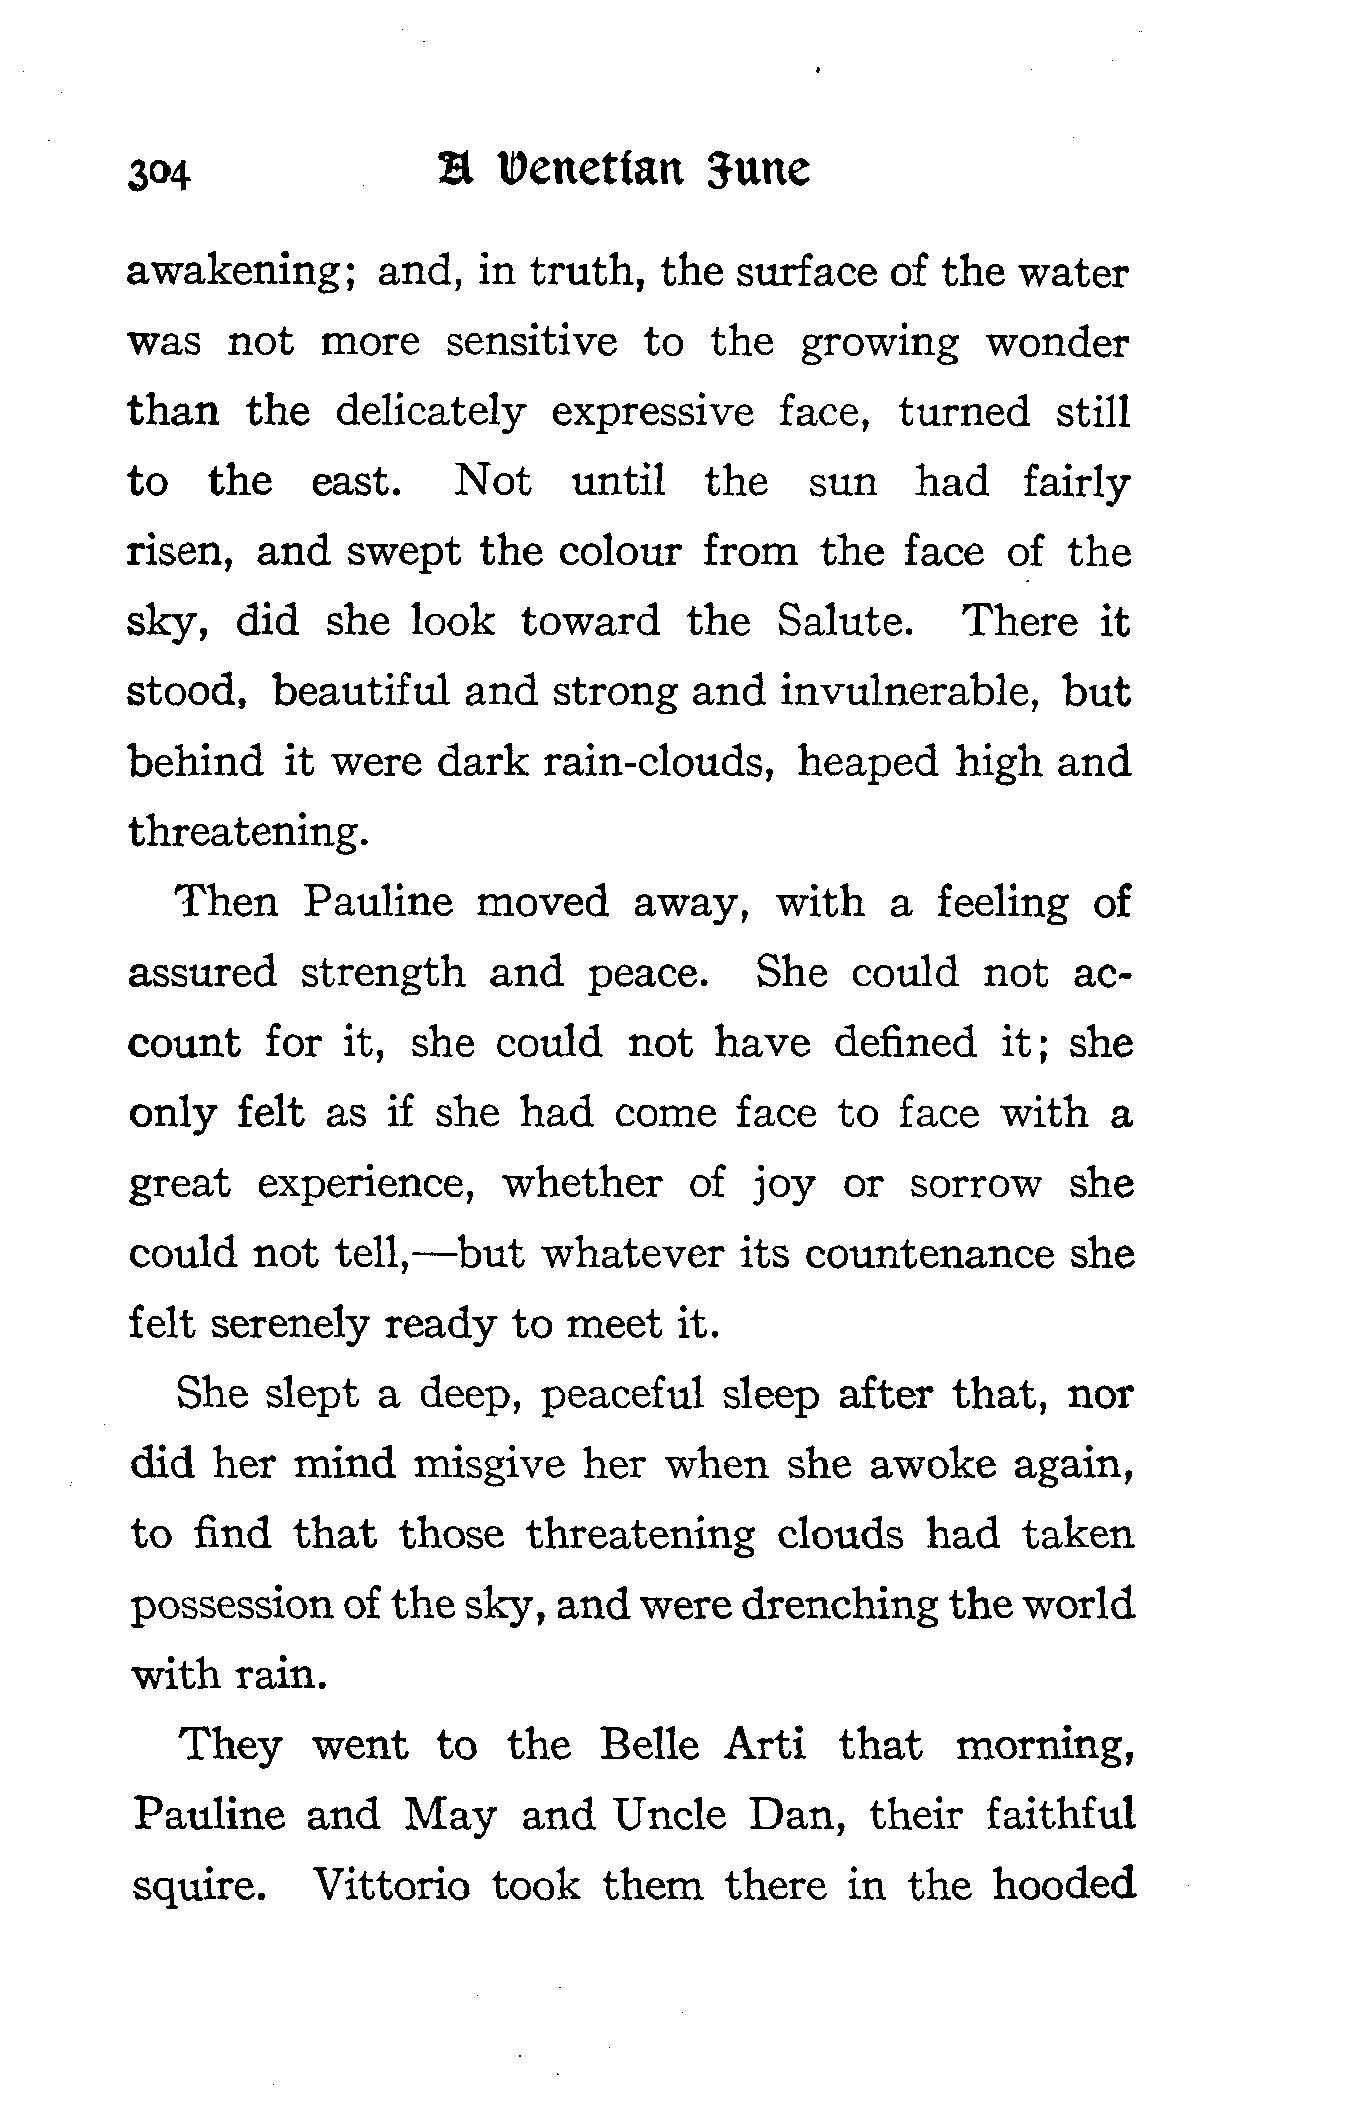 304 A Venetian June
awakening; and, in truth, the surface of the water
was not more sensitive to the growing wonder
than the delicately expressive face, turned still
to the east. Not until the sun had fairly
risen, and swept the colour from the face of the
sky, did she look toward the Salute. There it
stood, beautiful and strong and invulnerable, but
behind it were dark rain-clouds, heaped high and
threatening.
Then Pauline moved away, with a feeling of
assured strength and peace. She could not ac-
count for it, she could not have defined it; she
only felt as if she had come face to face with a
great experience, whether of joy or sorrow she
could not tell,—but whatever its countenance she
felt serenely ready to meet it.
She slept a deep, peaceful sleep after that, nor
did her mind misgive her when she awoke again,
to find that those threatening clouds had taken
possession of the sky, and were drenching the world
with rain.
They went to the Belle Arti that morning,
Pauline and May and Uncle Dan, their faithful
squire. Vittorio took them there in the hooded